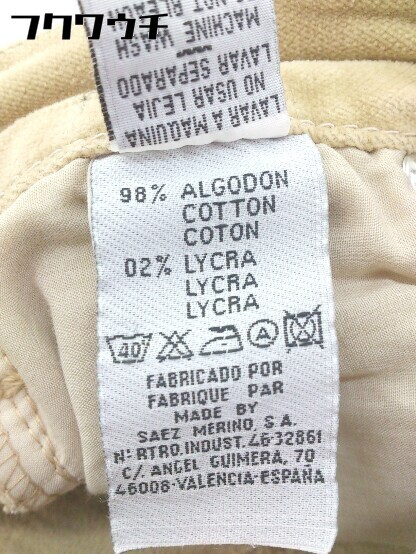 フクウクチ
LAVAR A MAQUINA
NO USAR LEJIA
LAVAR SEPARADO
MACHINE WASH
98% ALGODON
COTTON
COTON
02% LYCRA
LYCRA
LYCRA
40°
A
FABRICADO POR
FABRIQUE PAR
MADE BY
SAEZ MERINO, S.A.
Nº RTRO.INDUST. 46-32861
C/. ANGEL GUIMERA, 70
46008-VALENCIA-ESPAÑA